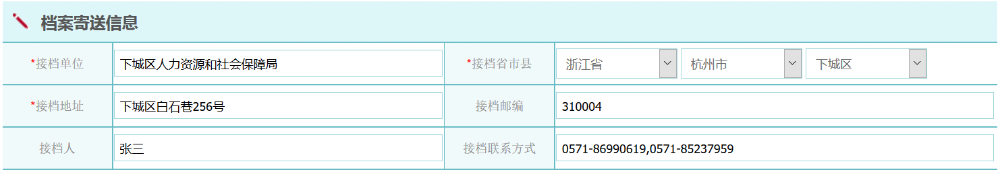 档案寄送信息
*接档单位 下城区人力资源和社会保障局 *接档省市县 浙江省 杭州市 下城区
*接档地址 下城区白石巷256号 接档邮编 310004
接档人 张三 接档联系方式 0571-86990619,0571-85237959